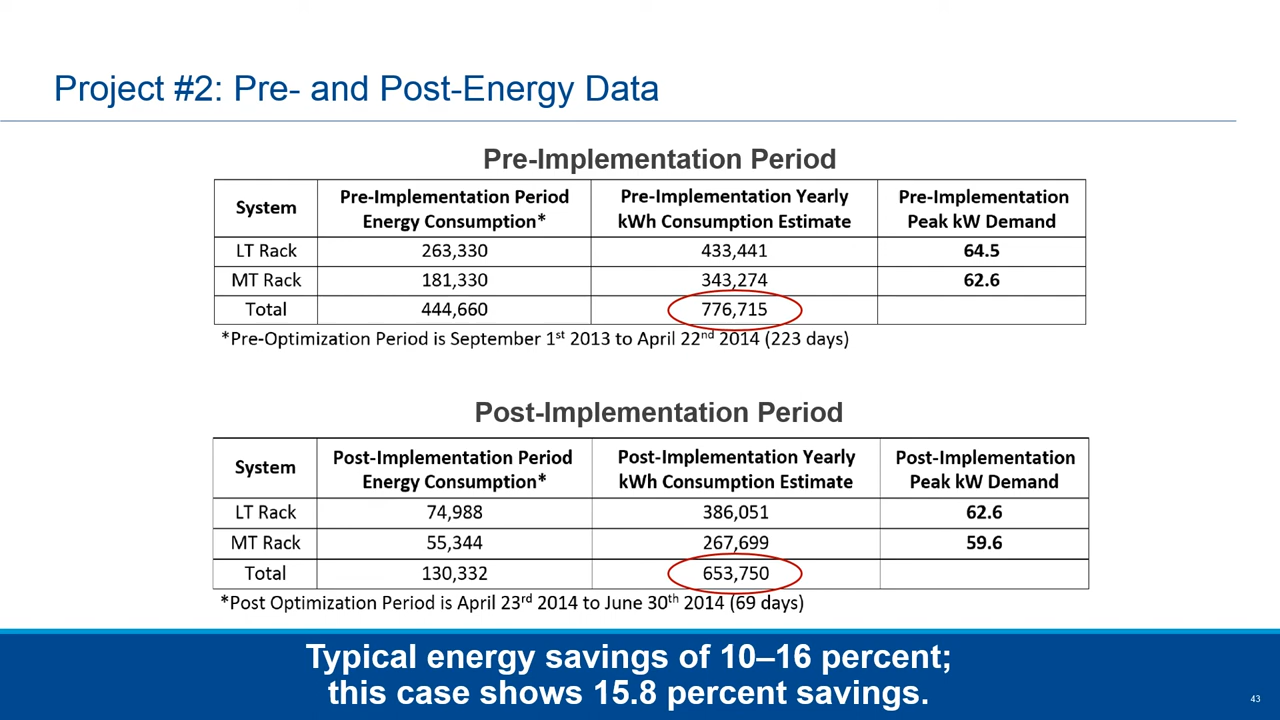 Project #2: Pre- and Post-Energy Data
Pre-Implementation Period
System Pre-Implementation Period Energy Consumption* Pre-Implementation Yearly kWh Consumption Estimate Pre-Implementation Peak kW Demand
LT Rack 263,330 433,441 64.5
MT Rack 181,330 343,274 62.6
Total 444,660 776,715
*Pre-Optimization Period is September 1st 2013 to April 22nd 2014 (223 days)
Post-Implementation Period
System Post-Implementation Period Energy Consumption* Post-Implementation Yearly kWh Consumption Estimate Post-Implementation Peak kW Demand
LT Rack 74,988 386,051 62.6
MT Rack 55,344 267,699 59.6
Total 130,332 653,750
*Post Optimization Period is April 23rd 2014 to June 30th 2014 (69 days)
Typical energy savings of 10–16 percent;
this case shows 15.8 percent savings.
43